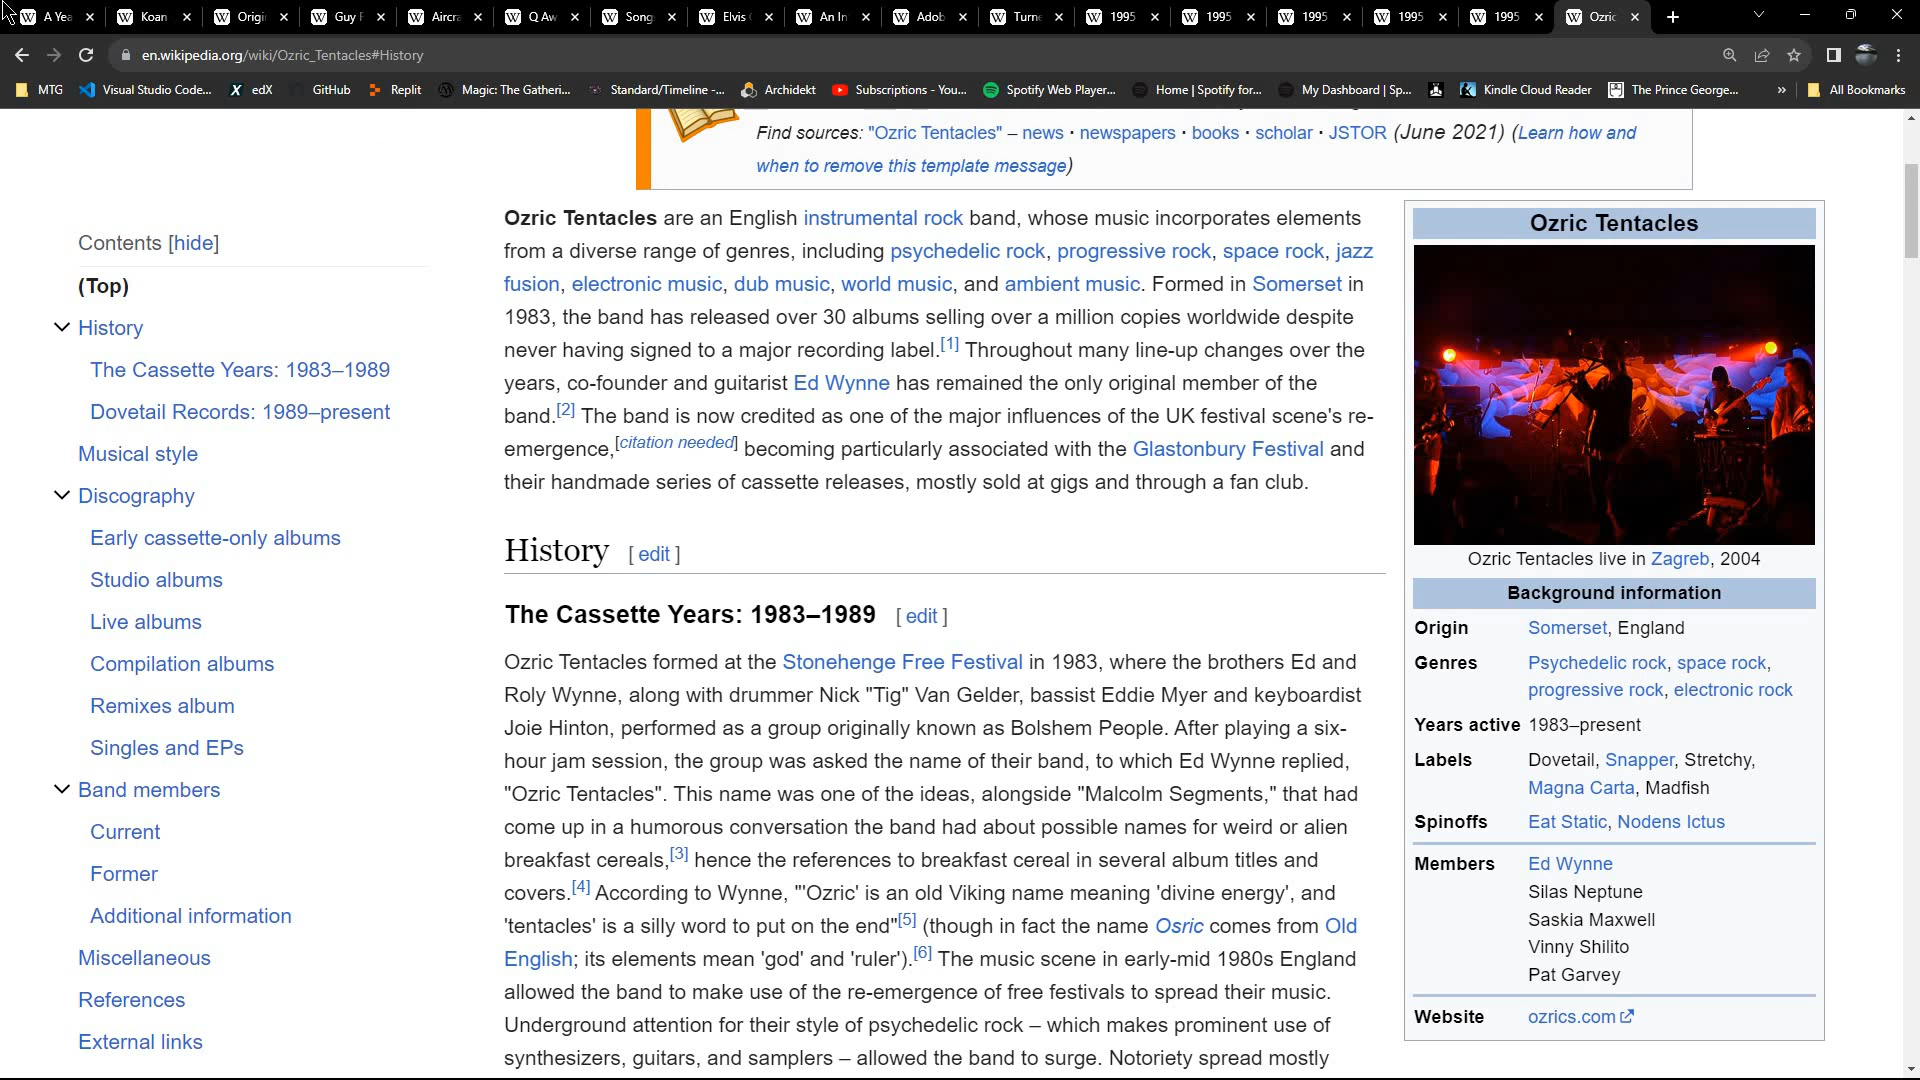 A Yea
Koan
Origi
Guy F
Aircra
Q Aw
Song
Elvis
An In
Adob
Turne
1995
1995
1995
1995
1995
Ozric
en.wikipedia.org/wiki/Ozric_Tentacles#History
MTG
Visual Studio Code...
edX
GitHub
Replit
Magic: The Gatheri...
Standard/Timeline -...
Archidekt
Subscriptions - You...
Spotify Web Player...
Home | Spotify for...
My Dashboard | Sp...
Kindle Cloud Reader
The Prince George...
»
All Bookmarks
Find sources: "Ozric Tentacles" – news · newspapers · books · scholar · JSTOR (June 2021) (Learn how and
when to remove this template message)
Contents [hide]
(Top)
History
The Cassette Years: 1983–1989
Dovetail Records: 1989–present
Musical style
Discography
Early cassette-only albums
Studio albums
Live albums
Compilation albums
Remixes album
Singles and EPs
Band members
Current
Former
Additional information
Miscellaneous
References
External links
Ozric Tentacles are an English instrumental rock band, whose music incorporates elements
from a diverse range of genres, including psychedelic rock, progressive rock, space rock, jazz
fusion, electronic music, dub music, world music, and ambient music. Formed in Somerset in
1983, the band has released over 30 albums selling over a million copies worldwide despite
never having signed to a major recording label.[1] Throughout many line-up changes over the
years, co-founder and guitarist Ed Wynne has remained the only original member of the
band.[2] The band is now credited as one of the major influences of the UK festival scene's re-
emergence,[citation needed] becoming particularly associated with the Glastonbury Festival and
their handmade series of cassette releases, mostly sold at gigs and through a fan club.
History [ edit ]
The Cassette Years: 1983–1989 [ edit ]
Ozric Tentacles formed at the Stonehenge Free Festival in 1983, where the brothers Ed and
Roly Wynne, along with drummer Nick "Tig" Van Gelder, bassist Eddie Myer and keyboardist
Joie Hinton, performed as a group originally known as Bolshem People. After playing a six-
hour jam session, the group was asked the name of their band, to which Ed Wynne replied,
"Ozric Tentacles". This name was one of the ideas, alongside "Malcolm Segments," that had
come up in a humorous conversation the band had about possible names for weird or alien
breakfast cereals,[3] hence the references to breakfast cereal in several album titles and
covers.[4] According to Wynne, "'Ozric' is an old Viking name meaning 'divine energy', and
'tentacles' is a silly word to put on the end"[5] (though in fact the name Osric comes from Old
English; its elements mean 'god' and 'ruler').[6] The music scene in early-mid 1980s England
allowed the band to make use of the re-emergence of free festivals to spread their music.
Underground attention for their style of psychedelic rock – which makes prominent use of
synthesizers, guitars, and samplers – allowed the band to surge. Notoriety spread mostly
Ozric Tentacles
Ozric Tentacles live in Zagreb, 2004
Background information
Origin Somerset, England
Genres Psychedelic rock, space rock,
progressive rock, electronic rock
Years active 1983–present
Labels Dovetail, Snapper, Stretchy,
Magna Carta, Madfish
Spinoffs Eat Static, Nodens Ictus
Members Ed Wynne
Silas Neptune
Saskia Maxwell
Vinny Shilito
Pat Garvey
Website ozrics.com